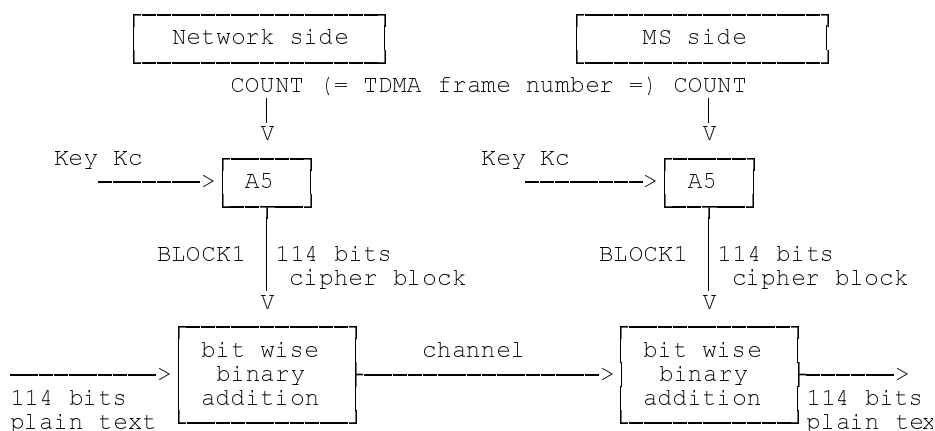 Network side MS side
COUNT (= TDMA frame number =) COUNT
V V
Key Kc Key Kc
A5 A5
BLOCK1 114 bits BLOCK1 114 bits
cipher block cipher block
V V
bit wise channel bit wise
binary binary
addition addition
114 bits 114 bits
plain text plain tex